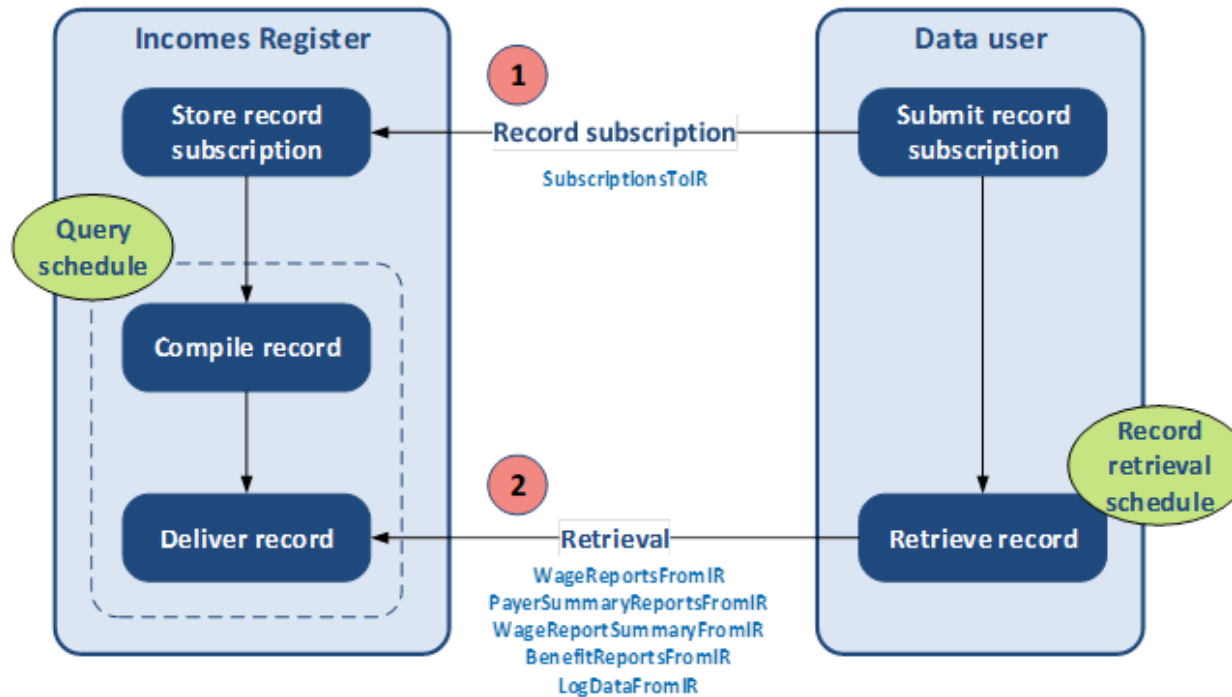 Incomes Register
Data user
1
Store record
subscription
Record subscription
SubscriptionsToIR
Submit record
subscription
Query
schedule
Compile record
Record
retrieval
schedule
2
Deliver record
Retrieval
WageReportsFromIR
PayerSummaryReportsFromIR
WageReportSummaryFromIR
BenefitReportsFromIR
LogDataFromIR
Retrieve record